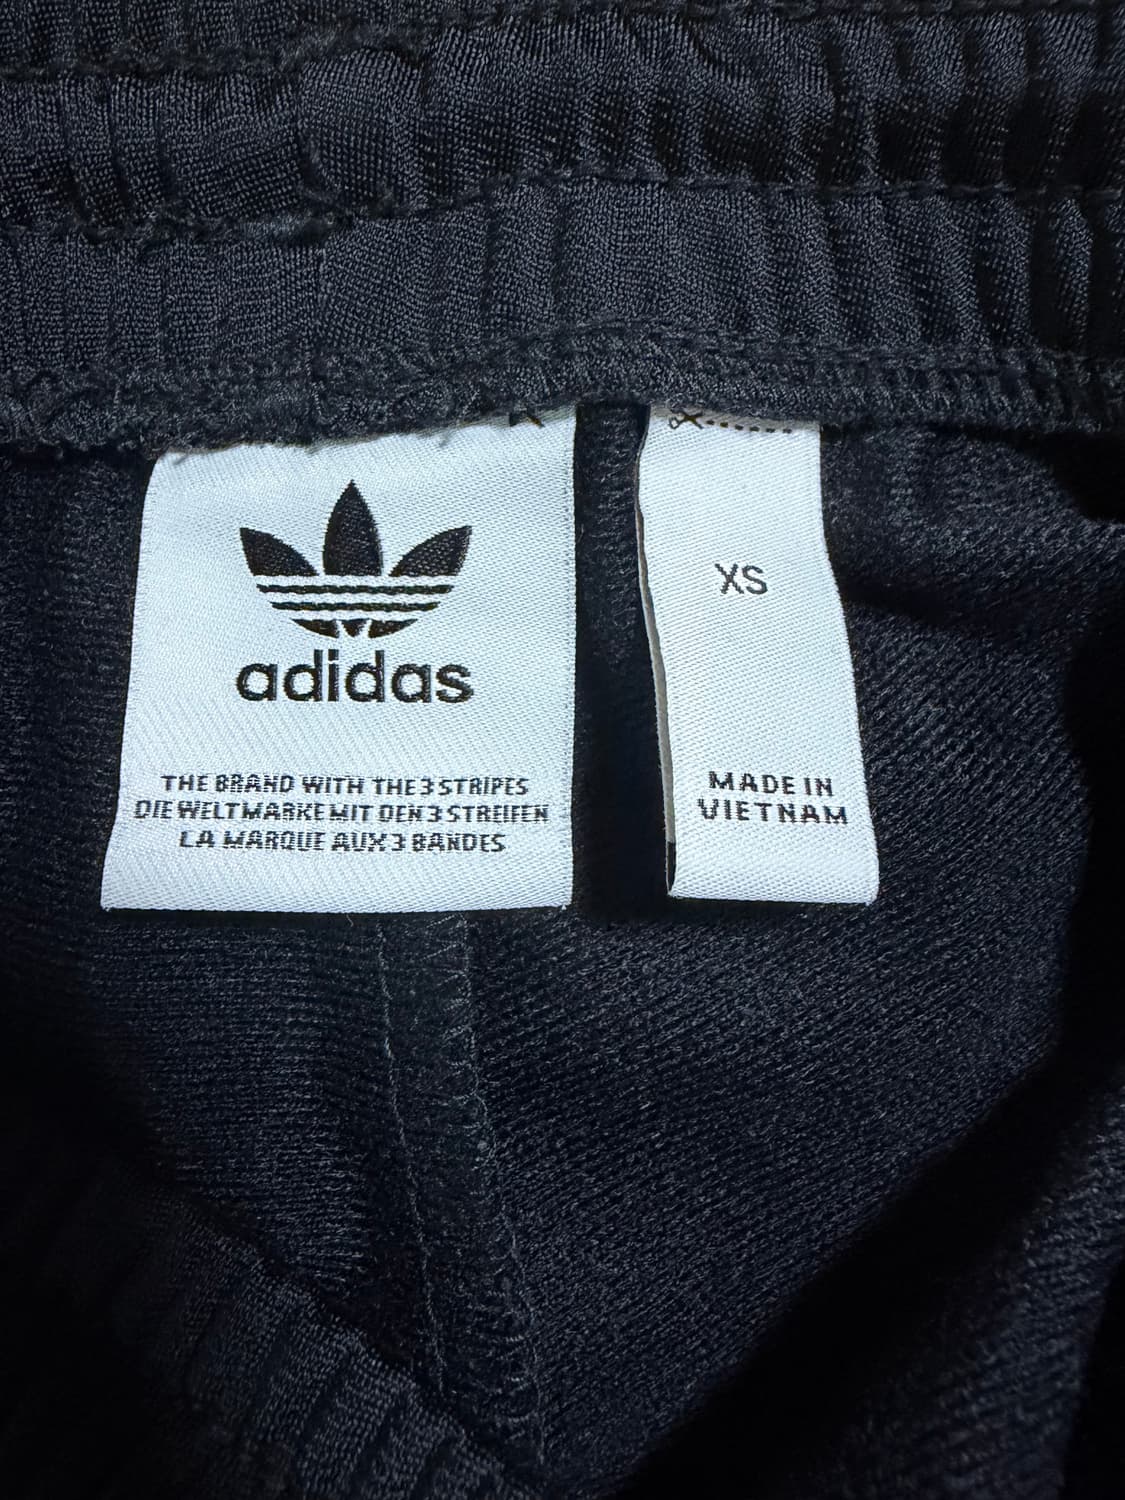 adidas
THE BRAND WITH THE 3 STRIPES
DIE WELTMARKE MIT DEN 3 STREIFEN
LA MARQUE AUX 3 BANDES
XS
MADE IN
VIETNAM